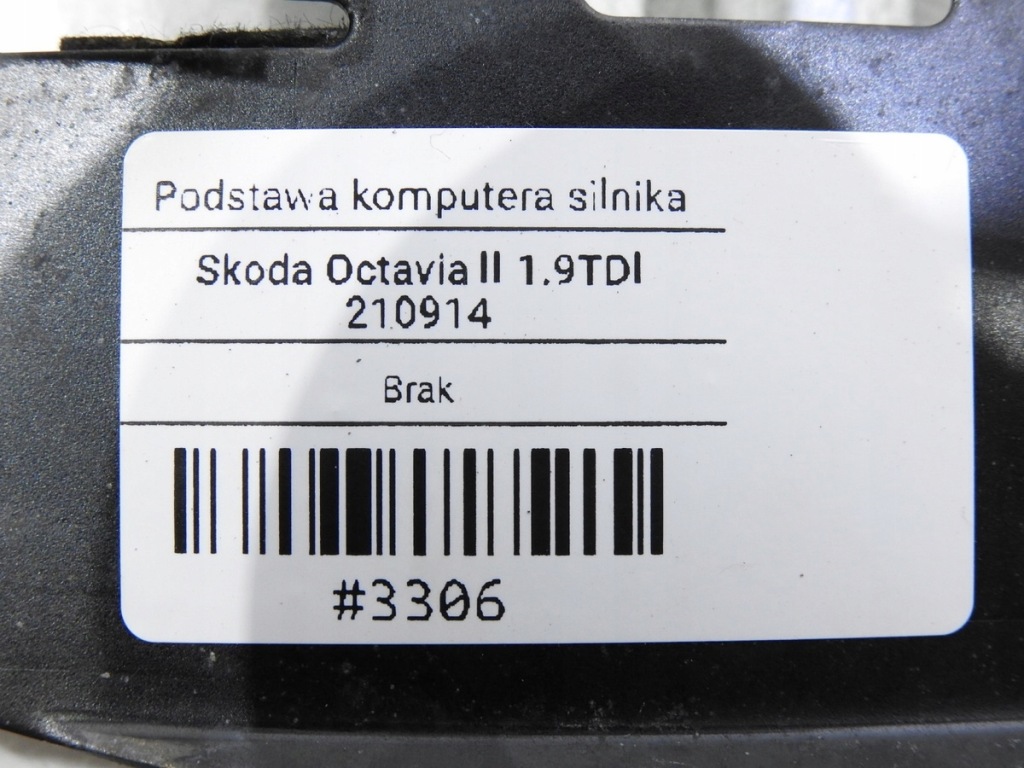 Podstawa komputera silnika
Skoda Octavia II 1.9TDI
210914
Brak
#3306